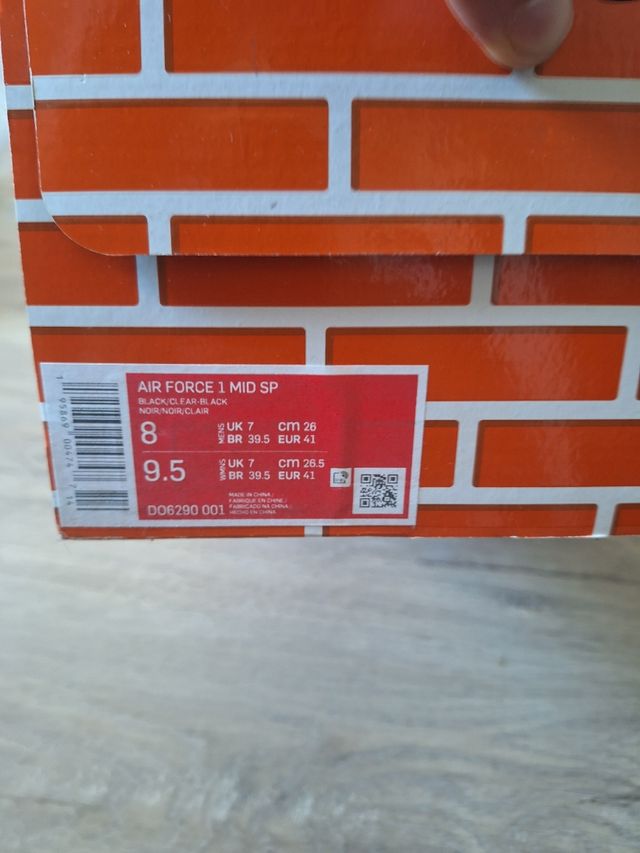 AIR FORCE 1 MID SP
BLACK/CLEAR-BLACK
NOIR/NOIR/CLAIR
8 MENS UK 7 CM 26
BR 39.5 EUR 41
9.5 WMNS UK 7 CM 26.5
BR 39.5 EUR 41
MADE IN CHINA/
FABRIQUE EN CHINE/
FABRICADO NA CHINA/
HECHO EN CHINA
DO6290 001